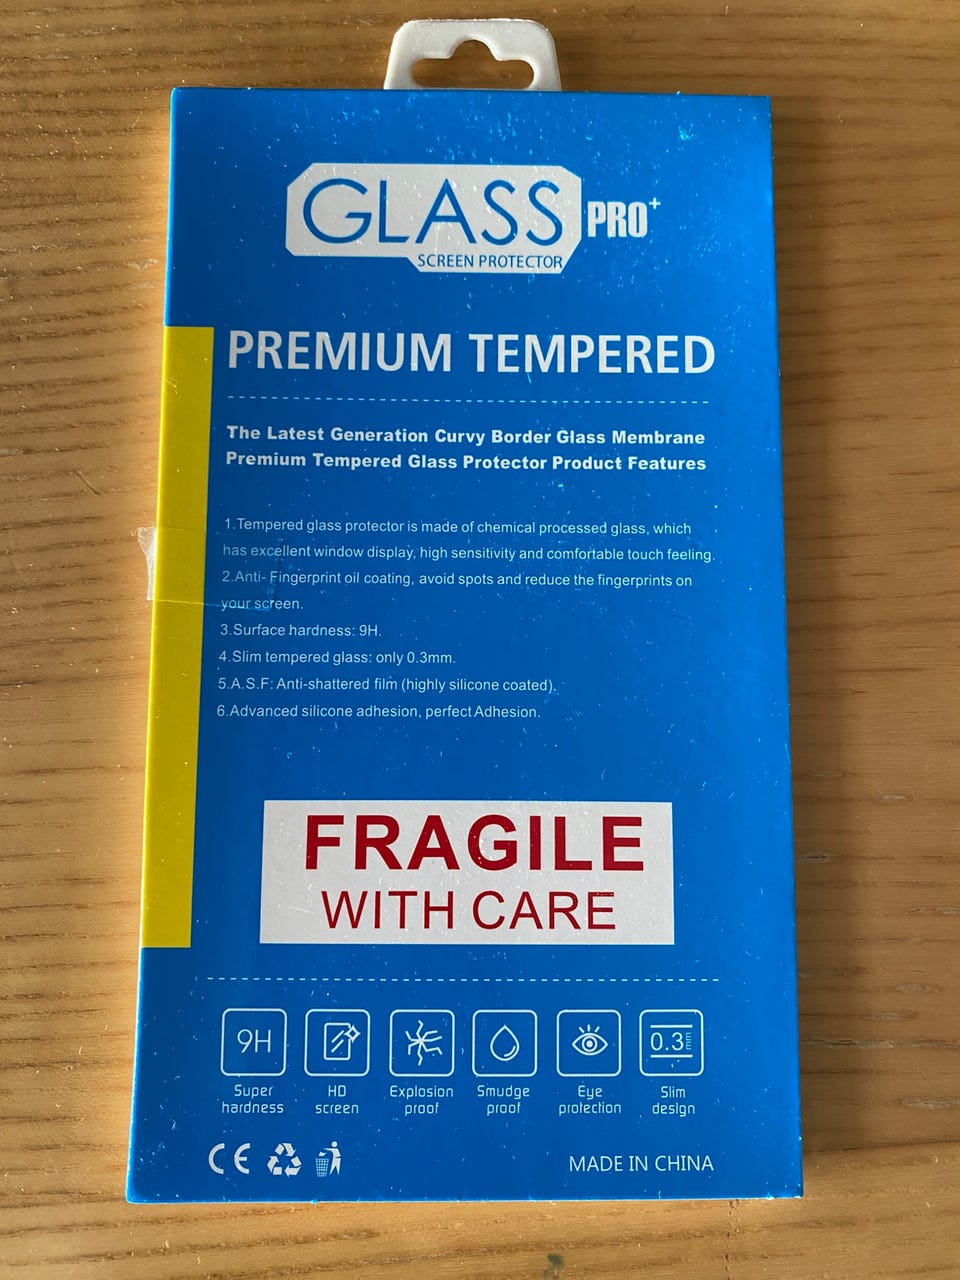 GLASS PRO+
SCREEN PROTECTOR
PREMIUM TEMPERED
The Latest Generation Curvy Border Glass Membrane
Premium Tempered Glass Protector Product Features
1.Tempered glass protector is made of chemical processed glass, which
has excellent window display, high sensitivity and comfortable touch feeling.
2.Anti- Fingerprint oil coating, avoid spots and reduce the fingerprints on
your screen.
3.Surface hardness: 9H.
4.Slim tempered glass: only 0.3mm.
5.A.S.F: Anti-shattered film (highly silicone coated).
6.Advanced silicone adhesion, perfect Adhesion.
FRAGILE
WITH CARE
9H
0.3mm
Super hardness
HD screen
Explosion proof
Smudge proof
Eye protection
Slim design
CE
MADE IN CHINA